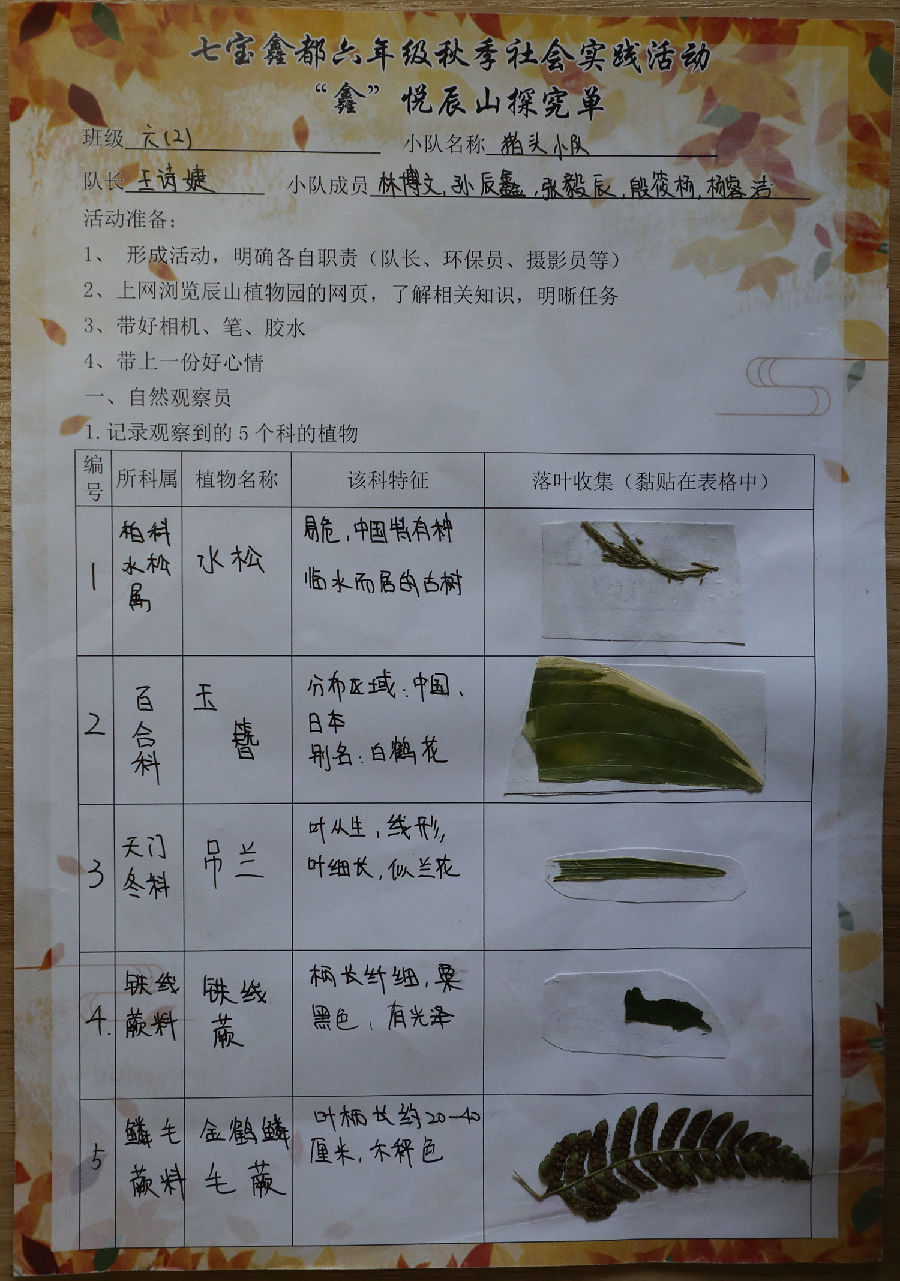 七宝鑫都六年级秋季社会实践活动
“鑫”悦辰山探究单
班级 六(2) 小队名称 猪头小队
队长 王诗婕 小队成员 林博文,孙辰鑫,张毅辰,殷筱杨,杨睿洁
活动准备:
1、 形成活动,明确各自职责(队长、环保员、摄影员等)
2、上网浏览辰山植物园的网页,了解相关知识,明晰任务
3、带好相机、笔、胶水
4、带上一份好心情
一、自然观察员
1.记录观察到的5个科的植物
编号 所科属 植物名称 该科特征 落叶收集(黏贴在表格中)
1
柏科
水松
属
水松
易危,中国特有种
临水而居的古树
2
百
合
科
玉
簪
分布区域:中国、
日本
别名:白鹤花
3
天门
冬科
吊兰
叶从生,线形,
叶细长,似兰花
4.
铁线
蕨科
铁线
蕨
柄长纤细,栗
黑色,有光泽
5
鳞毛
蕨科
金鹤鳞
毛蕨
叶柄长约20—40
厘米,禾秤色